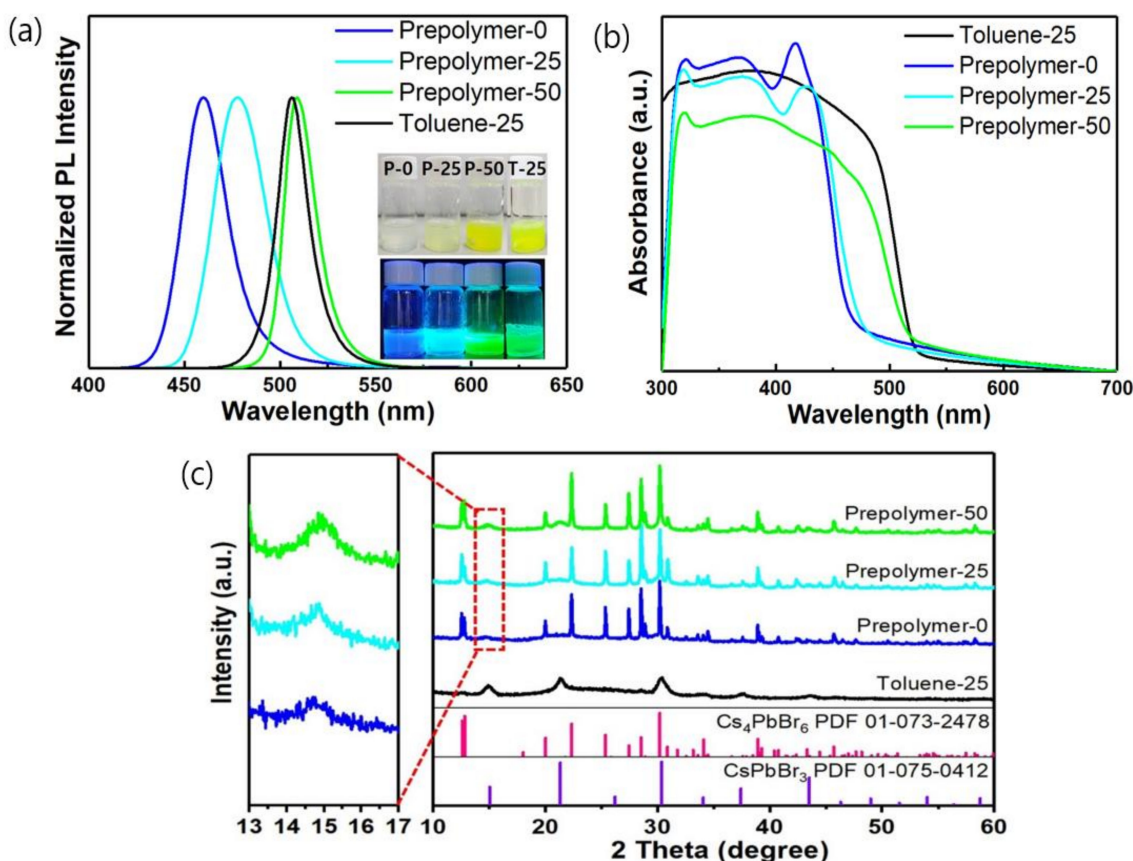 (a)
Prepolymer-0
Prepolymer-25
Prepolymer-50
Toluene-25
P-0 P-25 P-50 T-25
Normalized PL Intensity
400 450 500 550 600 650
Wavelength (nm)
(b)
Toluene-25
Prepolymer-0
Prepolymer-25
Prepolymer-50
Absorbance (a.u.)
300 400 500 600 700
Wavelength (nm)
(c)
Intensity (a.u.)
13 14 15 16 17
Prepolymer-50
Prepolymer-25
Prepolymer-0
Toluene-25
Cs₄PbBr₆ PDF 01-073-2478
CsPbBr₃ PDF 01-075-0412
10 20 30 40 50 60
2 Theta (degree)